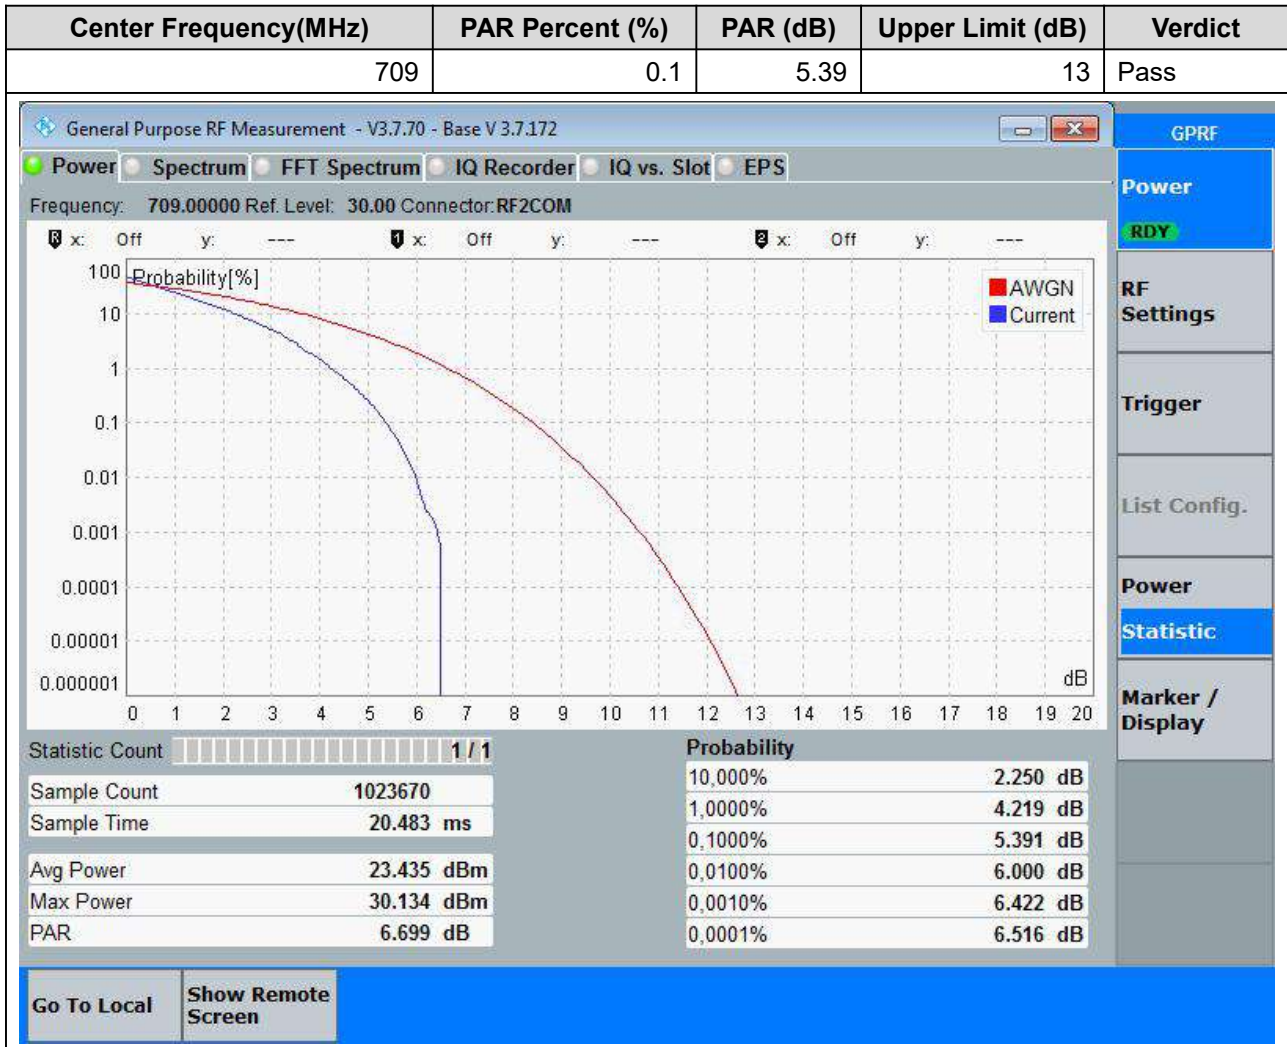 Center Frequency(MHz) PAR Percent (%) PAR (dB) Upper Limit (dB) Verdict
709 0.1 5.39 13 Pass
General Purpose RF Measurement - V3.7.70 - Base V 3.7.172
GPRF
Power Spectrum FFT Spectrum IQ Recorder IQ vs. Slot EPS
Frequency: 709.00000 Ref. Level: 30.00 Connector:RF2COM
R x: Off y: --- 1 x: Off y: --- 2 x: Off y: ---
Probability[%]
AWGN
Current
100
10
1
0.1
0.01
0.001
0.0001
0.00001
0.000001
dB
0 1 2 3 4 5 6 7 8 9 10 11 12 13 14 15 16 17 18 19 20
Statistic Count 1 / 1
Sample Count 1023670
Sample Time 20.483 ms
Avg Power 23.435 dBm
Max Power 30.134 dBm
PAR 6.699 dB
Probability
10,000% 2.250 dB
1,0000% 4.219 dB
0,1000% 5.391 dB
0,0100% 6.000 dB
0,0010% 6.422 dB
0,0001% 6.516 dB
Power
RDY
RF
Settings
Trigger
List Config.
Power
Statistic
Marker /
Display
Go To Local
Show Remote
Screen